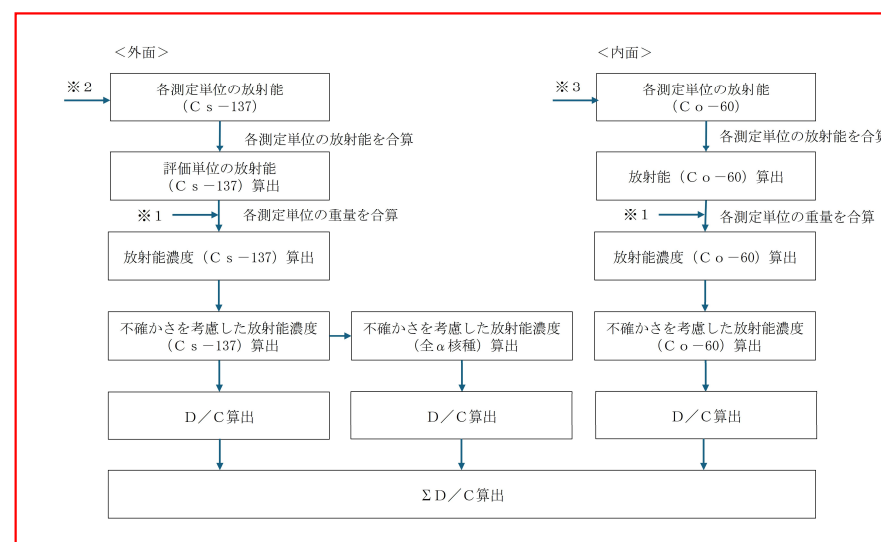 ＜外面＞
※２
各測定単位の放射能
（Ｃｓ－137）
各測定単位の放射能を合算
評価単位の放射能
（Ｃｓ－137）算出
※１
各測定単位の重量を合算
放射能濃度（Ｃｓ－137）算出
不確かさを考慮した放射能濃度
（Ｃｓ－137）算出
不確かさを考慮した放射能濃度
（全α核種）算出
Ｄ／Ｃ算出
Ｄ／Ｃ算出
＜内面＞
※３
各測定単位の放射能
（Ｃｏ－60）
各測定単位の放射能を合算
放射能（Ｃｏ－60）算出
※１
各測定単位の重量を合算
放射能濃度（Ｃｏ－60）算出
不確かさを考慮した放射能濃度
（Ｃｏ－60）算出
Ｄ／Ｃ算出
ΣＤ／Ｃ算出